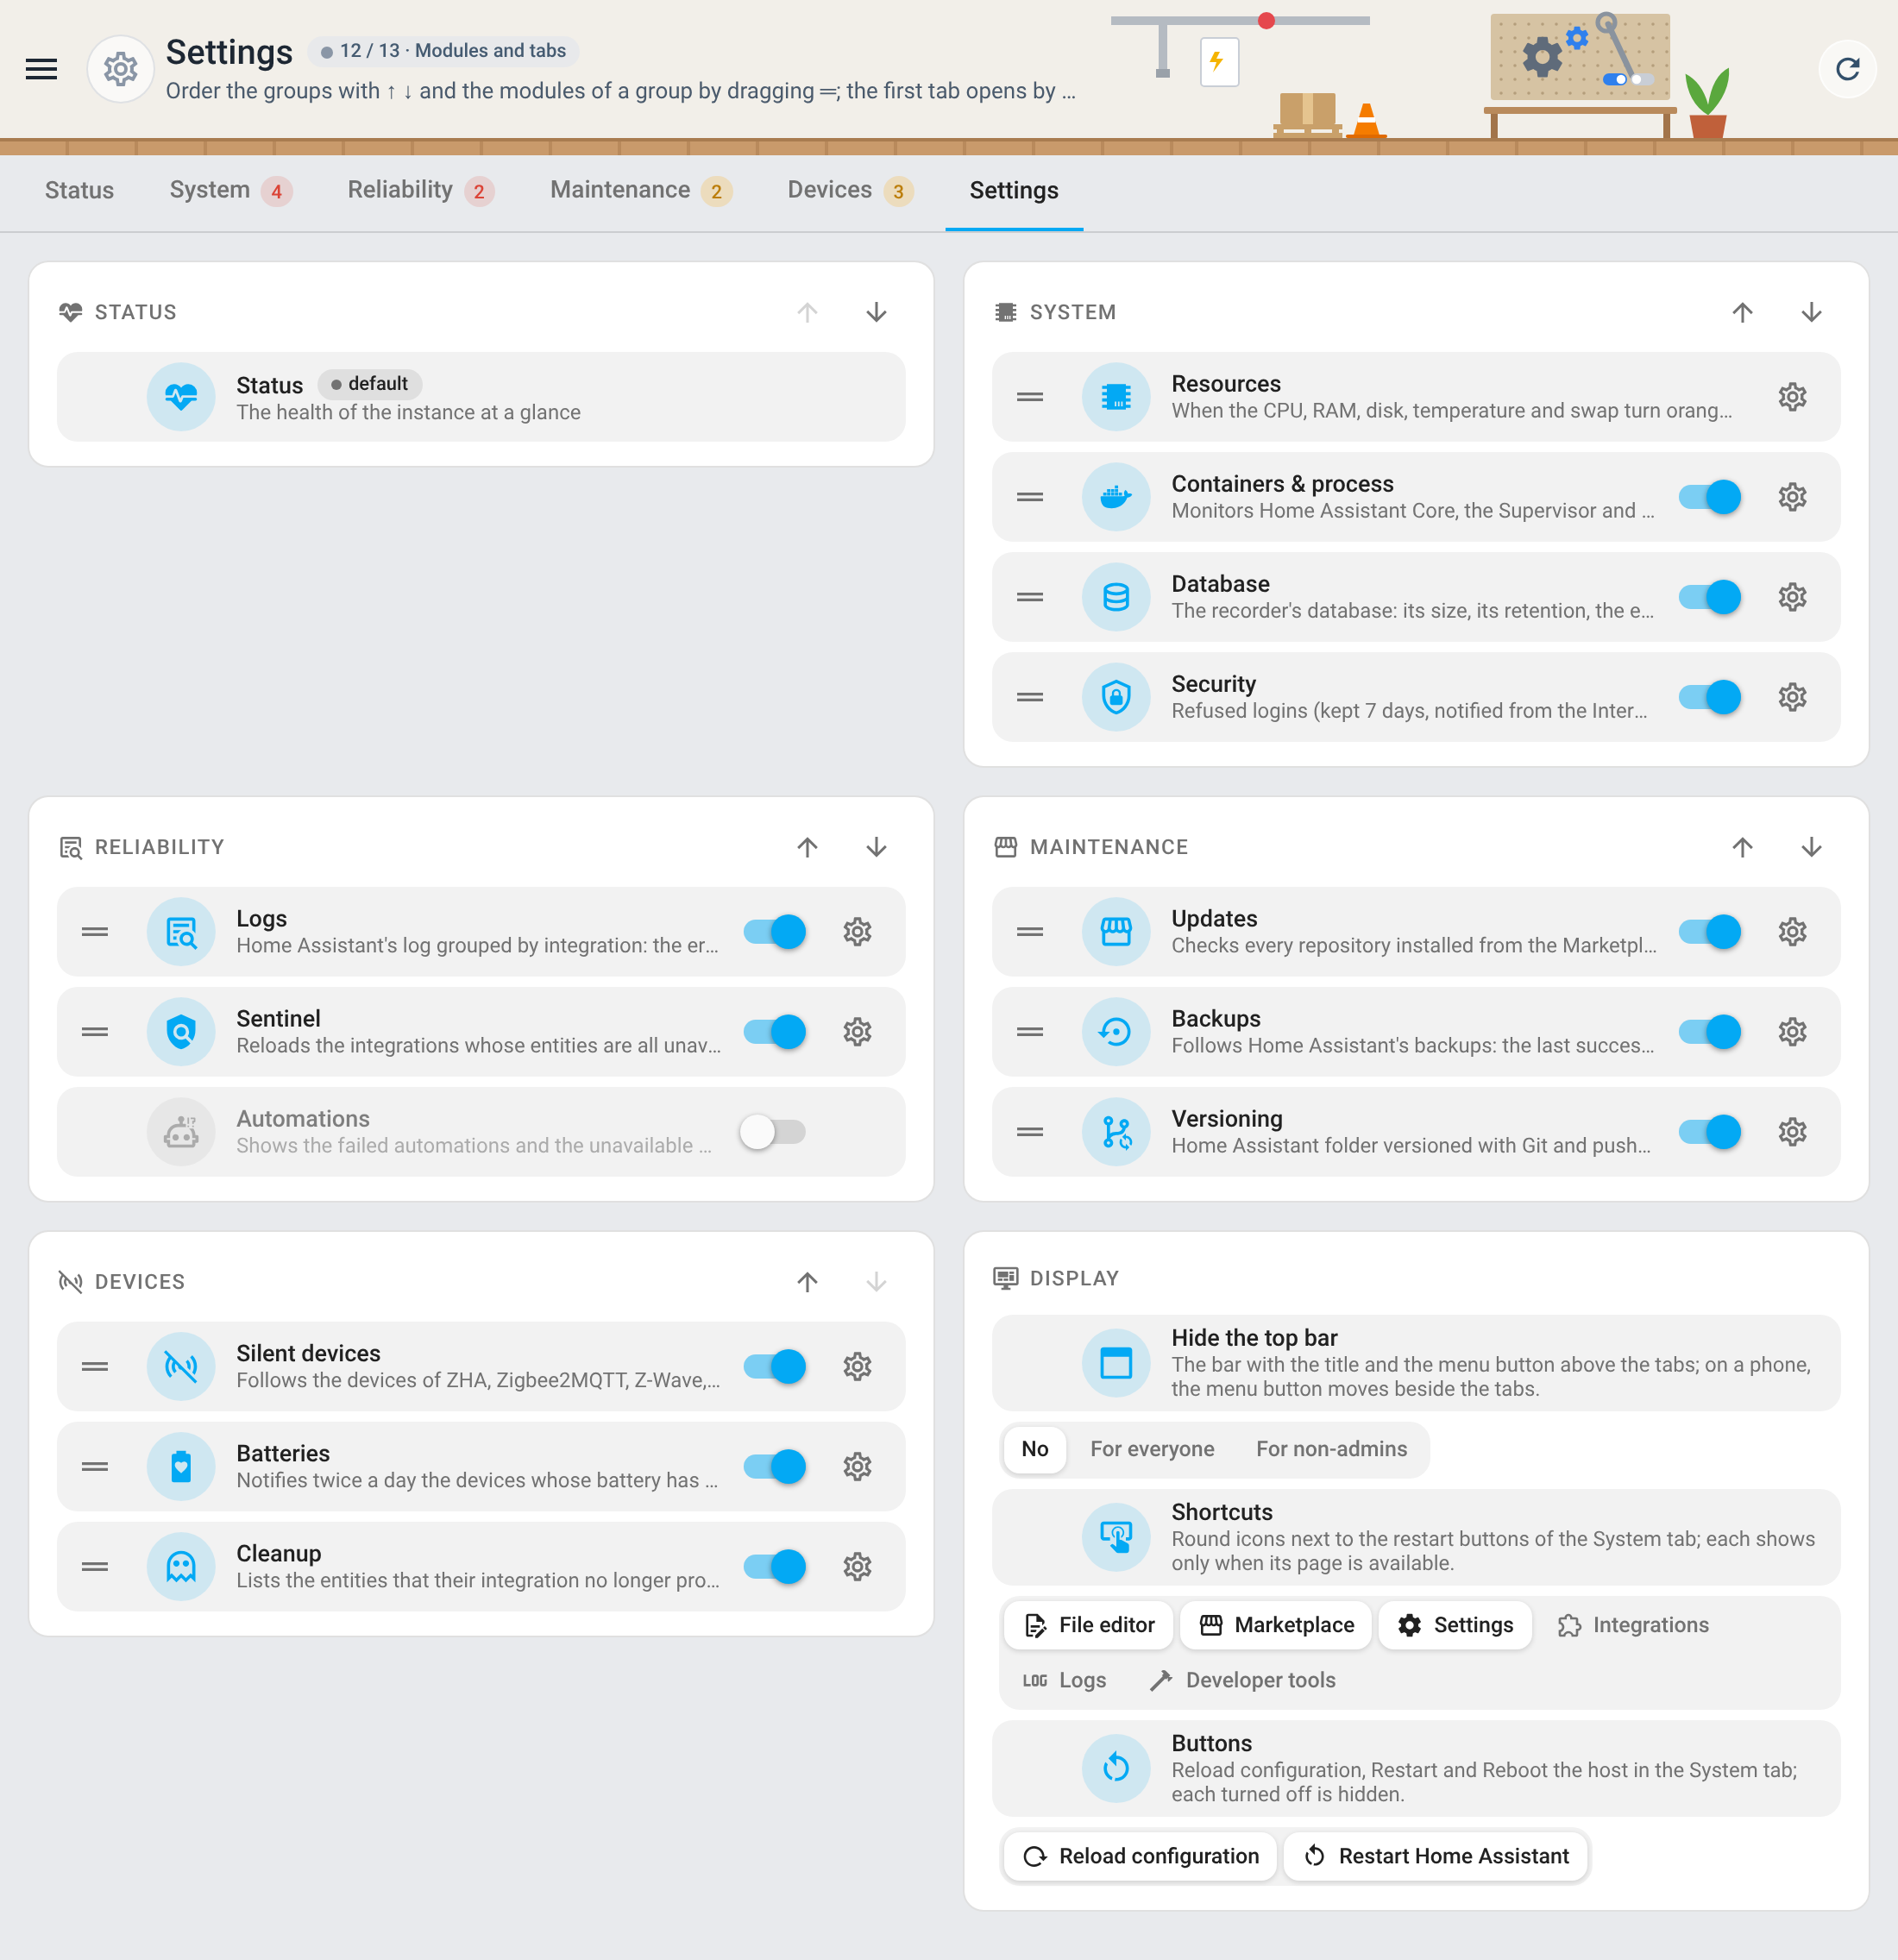 Settings
12 / 13 · Modules and tabs
Order the groups with ↑ ↓ and the modules of a group by dragging ═; the first tab opens by …
Status
System 4
Reliability 2
Maintenance 2
Devices 3
Settings
STATUS
Status
default
The health of the instance at a glance
SYSTEM
Resources
When the CPU, RAM, disk, temperature and swap turn orang…
Containers & process
Monitors Home Assistant Core, the Supervisor and …
Database
The recorder's database: its size, its retention, the e…
Security
Refused logins (kept 7 days, notified from the Inter…
RELIABILITY
Logs
Home Assistant's log grouped by integration: the er…
Sentinel
Reloads the integrations whose entities are all unav…
Automations
Shows the failed automations and the unavailable …
MAINTENANCE
Updates
Checks every repository installed from the Marketpl…
Backups
Follows Home Assistant's backups: the last succes…
Versioning
Home Assistant folder versioned with Git and push…
DEVICES
Silent devices
Follows the devices of ZHA, Zigbee2MQTT, Z-Wave,…
Batteries
Notifies twice a day the devices whose battery has …
Cleanup
Lists the entities that their integration no longer pro…
DISPLAY
Hide the top bar
The bar with the title and the menu button above the tabs; on a phone,
the menu button moves beside the tabs.
No
For everyone
For non-admins
Shortcuts
Round icons next to the restart buttons of the System tab; each shows
only when its page is available.
File editor
Marketplace
Settings
Integrations
LOG Logs
Developer tools
Buttons
Reload configuration, Restart and Reboot the host in the System tab;
each turned off is hidden.
Reload configuration
Restart Home Assistant